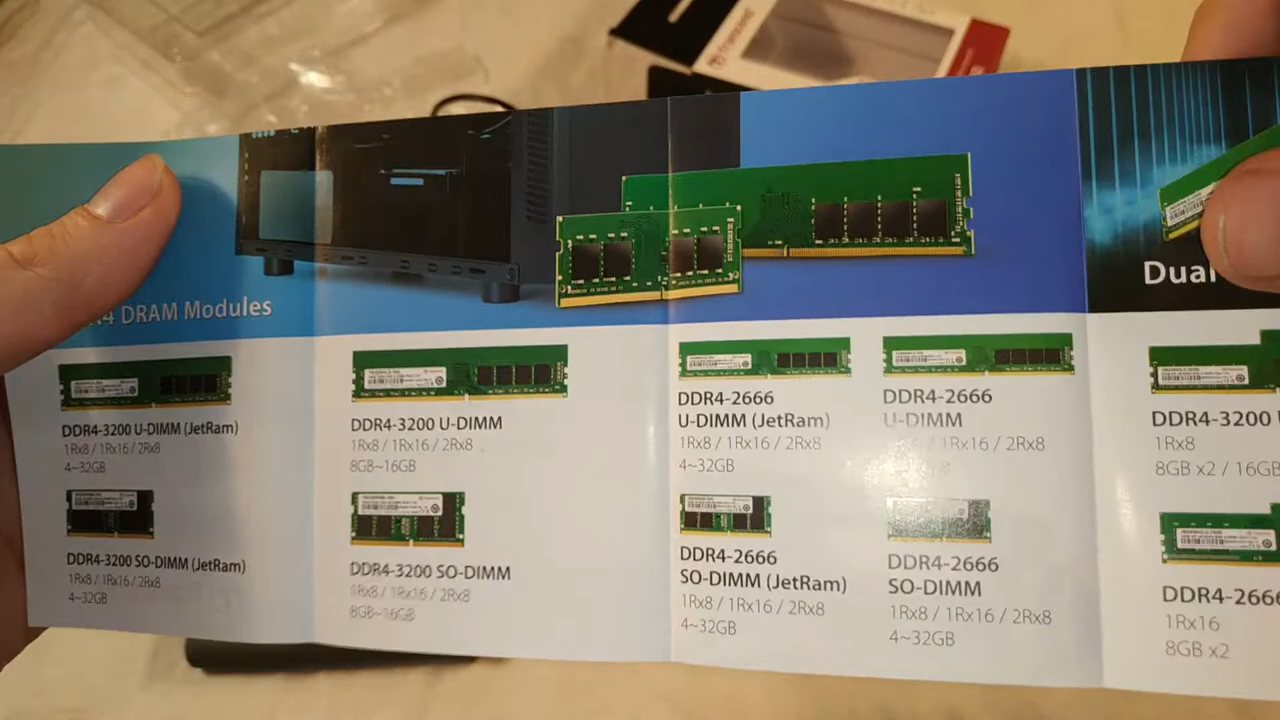 Transcend
DRAM Modules
Dual
DDR4-3200 U-DIMM (JetRam)
1Rx8 / 1Rx16 / 2Rx8
4~32GB
DDR4-3200 U-DIMM
1Rx8 / 1Rx16 / 2Rx8
8GB~16GB
DDR4-2666
U-DIMM (JetRam)
1Rx8 / 1Rx16 / 2Rx8
4~32GB
DDR4-2666
U-DIMM
/ 1Rx16 / 2Rx8
DDR4-3200
1Rx8
8GB x2 / 16GB
DDR4-3200 SO-DIMM (JetRam)
1Rx8 / 1Rx16 / 2Rx8
4~32GB
DDR4-3200 SO-DIMM
1Rx8 / 1Rx16 / 2Rx8
8GB~16GB
DDR4-2666
SO-DIMM (JetRam)
1Rx8 / 1Rx16 / 2Rx8
4~32GB
DDR4-2666
SO-DIMM
1Rx8 / 1Rx16 / 2Rx8
4~32GB
DDR4-2666
1Rx16
8GB x2